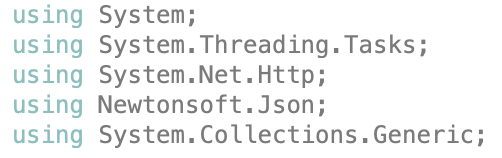 using System;
using System.Threading.Tasks;
using System.Net.Http;
using Newtonsoft.Json;
using System.Collections.Generic;